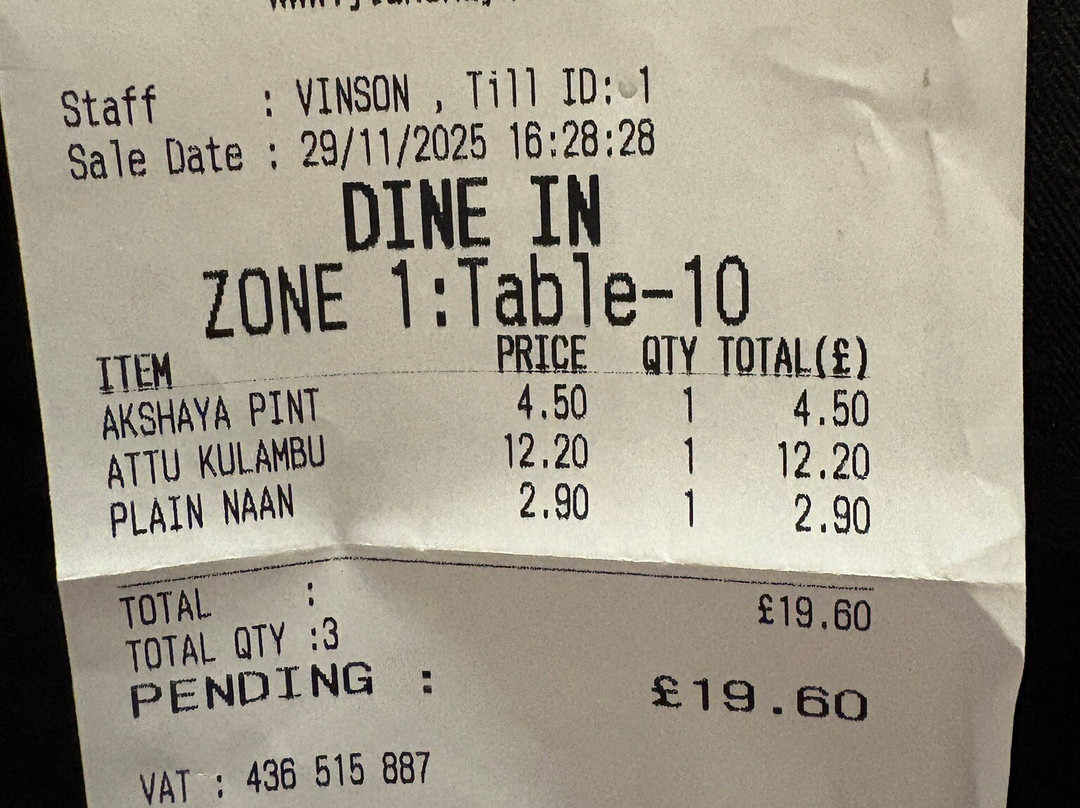 Staff : VINSON , Till ID: 1
Sale Date : 29/11/2025 16:28:28
DINE IN
ZONE 1:Table-10
ITEM PRICE QTY TOTAL(£)
AKSHAYA PINT 4.50 1 4.50
ATTU KULAMBU 12.20 1 12.20
PLAIN NAAN 2.90 1 2.90
TOTAL : £19.60
TOTAL QTY :3
PENDING : £19.60
VAT : 436 515 887